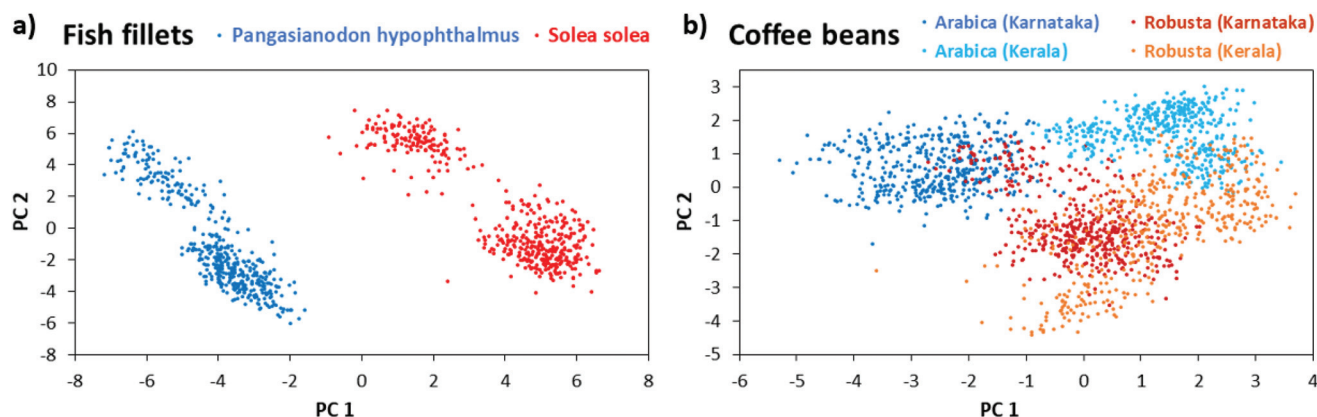 a) Fish fillets • Pangasianodon hypophthalmus • Solea solea
10
8
6
4
2
0
-2
-4
-6
-8
PC 2
-8 -6 -4 -2 0 2 4 6 8
PC 1
b) Coffee beans • Arabica (Karnataka) • Robusta (Karnataka)
• Arabica (Kerala) • Robusta (Kerala)
3
2
1
0
-1
-2
-3
-4
-5
PC 2
-6 -5 -4 -3 -2 -1 0 1 2 3 4
PC 1